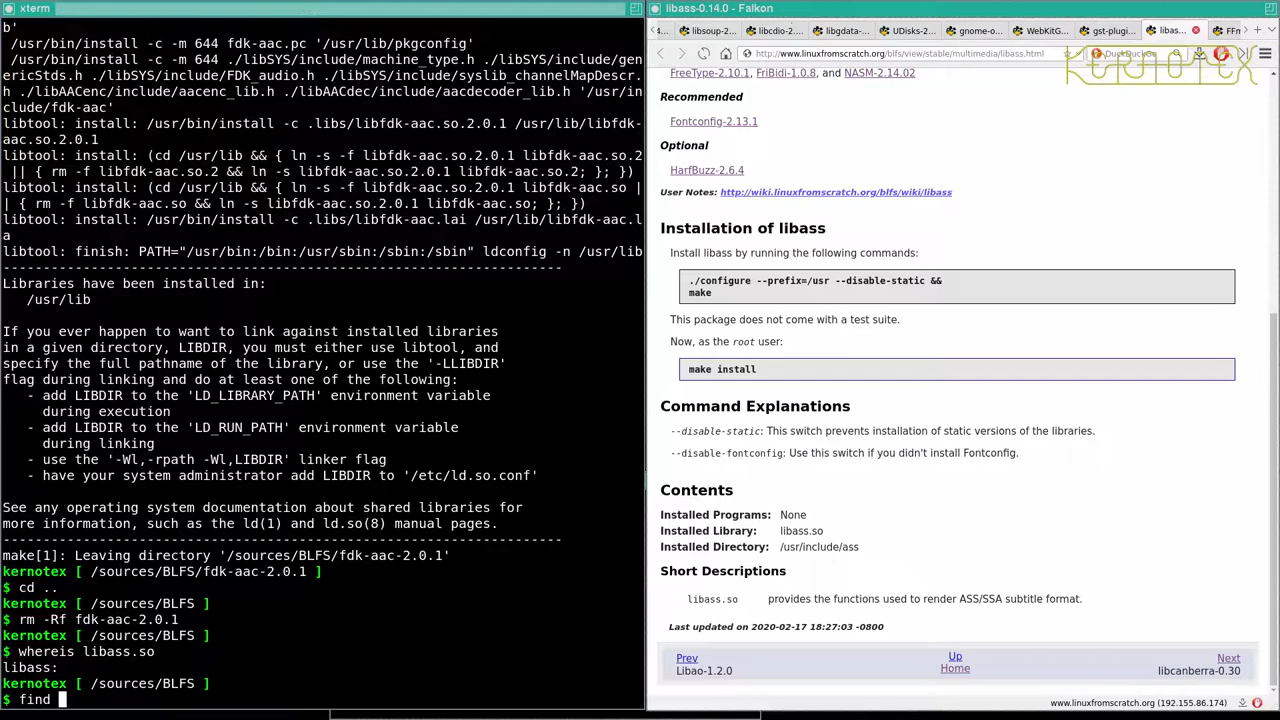 xterm
b'
 /usr/bin/install -c -m 644 fdk-aac.pc '/usr/lib/pkgconfig'
 /usr/bin/install -c -m 644 ./libSYS/include/machine_type.h ./libSYS/include/gen
ericStds.h ./libSYS/include/FDK_audio.h ./libSYS/include/syslib_channelMapDescr.
h ./libAACenc/include/aacenc_lib.h ./libAACdec/include/aacdecoder_lib.h '/usr/in
clude/fdk-aac'
libtool: install: /usr/bin/install -c .libs/libfdk-aac.so.2.0.1 /usr/lib/libfdk-
aac.so.2.0.1
libtool: install: (cd /usr/lib && { ln -s -f libfdk-aac.so.2.0.1 libfdk-aac.so.2
 || { rm -f libfdk-aac.so.2 && ln -s libfdk-aac.so.2.0.1 libfdk-aac.so.2; }; })
libtool: install: (cd /usr/lib && { ln -s -f libfdk-aac.so.2.0.1 libfdk-aac.so |
| { rm -f libfdk-aac.so && ln -s libfdk-aac.so.2.0.1 libfdk-aac.so; }; })
libtool: install: /usr/bin/install -c .libs/libfdk-aac.lai /usr/lib/libfdk-aac.l
a
libtool: finish: PATH="/usr/bin:/bin:/usr/sbin:/sbin:/sbin" ldconfig -n /usr/lib
----------------------------------------------------------------------
Libraries have been installed in:
   /usr/lib
If you ever happen to want to link against installed libraries
in a given directory, LIBDIR, you must either use libtool, and
specify the full pathname of the library, or use the '-LLIBDIR'
flag during linking and do at least one of the following:
   - add LIBDIR to the 'LD_LIBRARY_PATH' environment variable
     during execution
   - add LIBDIR to the 'LD_RUN_PATH' environment variable
     during linking
   - use the '-Wl,-rpath -Wl,LIBDIR' linker flag
   - have your system administrator add LIBDIR to '/etc/ld.so.conf'
See any operating system documentation about shared libraries for
more information, such as the ld(1) and ld.so(8) manual pages.
----------------------------------------------------------------------
make[1]: Leaving directory '/sources/BLFS/fdk-aac-2.0.1'
kernotex [ /sources/BLFS/fdk-aac-2.0.1 ]
$ cd ..
kernotex [ /sources/BLFS ]
$ rm -Rf fdk-aac-2.0.1
kernotex [ /sources/BLFS ]
$ whereis libass.so
libass:
kernotex [ /sources/BLFS ]
$ find
libass-0.14.0 - Falkon
4... libsoup-2.... libcdio-2.... libgdata-... UDisks-2.... gnome-o... WebKitG... gst-plugi... libas... FFn
http://www.linuxfromscratch.org/blfs/view/stable/multimedia/libass.html DuckDuckGo
KERNOTEX
FreeType-2.10.1, FriBidi-1.0.8, and NASM-2.14.02
Recommended
Fontconfig-2.13.1
Optional
HarfBuzz-2.6.4
User Notes: http://wiki.linuxfromscratch.org/blfs/wiki/libass
Installation of libass
Install libass by running the following commands:
./configure --prefix=/usr --disable-static &&
make
This package does not come with a test suite.
Now, as the root user:
make install
Command Explanations
--disable-static: This switch prevents installation of static versions of the libraries.
--disable-fontconfig: Use this switch if you didn't install Fontconfig.
Contents
Installed Programs: None
Installed Library: libass.so
Installed Directory: /usr/include/ass
Short Descriptions
libass.so provides the functions used to render ASS/SSA subtitle format.
Last updated on 2020-02-17 18:27:03 -0800
Prev Up Next
Libao-1.2.0 Home libcanberra-0.30
www.linuxfromscratch.org (192.155.86.174)